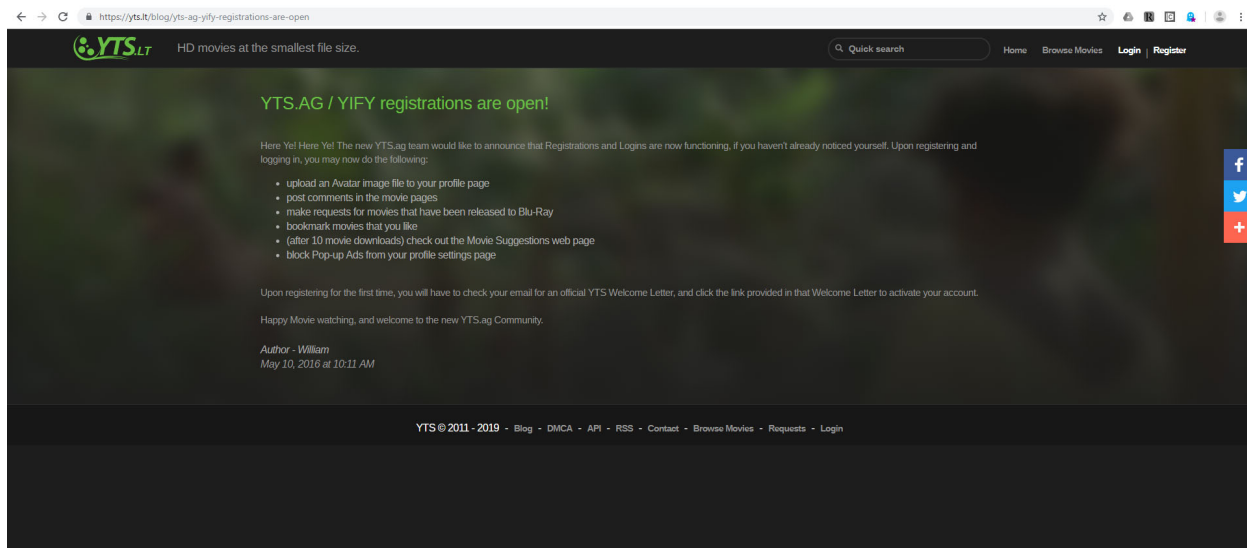 https://yts.lt/blog/yts-ag-yify-registrations-are-open
YTS.LT
HD movies at the smallest file size.
Quick search
Home Browse Movies Login | Register
YTS.AG / YIFY registrations are open!
Here Ye! Here Ye! The new YTS.ag team would like to announce that Registrations and Logins are now functioning, if you haven't already noticed yourself. Upon registering and
logging in, you may now do the following:
• upload an Avatar image file to your profile page
• post comments in the movie pages
• make requests for movies that have been released to Blu-Ray
• bookmark movies that you like
• (after 10 movie downloads) check out the Movie Suggestions web page
• block Pop-up Ads from your profile settings page
Upon registering for the first time, you will have to check your email for an official YTS Welcome Letter, and click the link provided in that Welcome Letter to activate your account.
Happy Movie watching, and welcome to the new YTS.ag Community.
Author - William
May 10, 2016 at 10:11 AM
YTS © 2011 - 2019 - Blog - DMCA - API - RSS - Contact - Browse Movies - Requests - Login